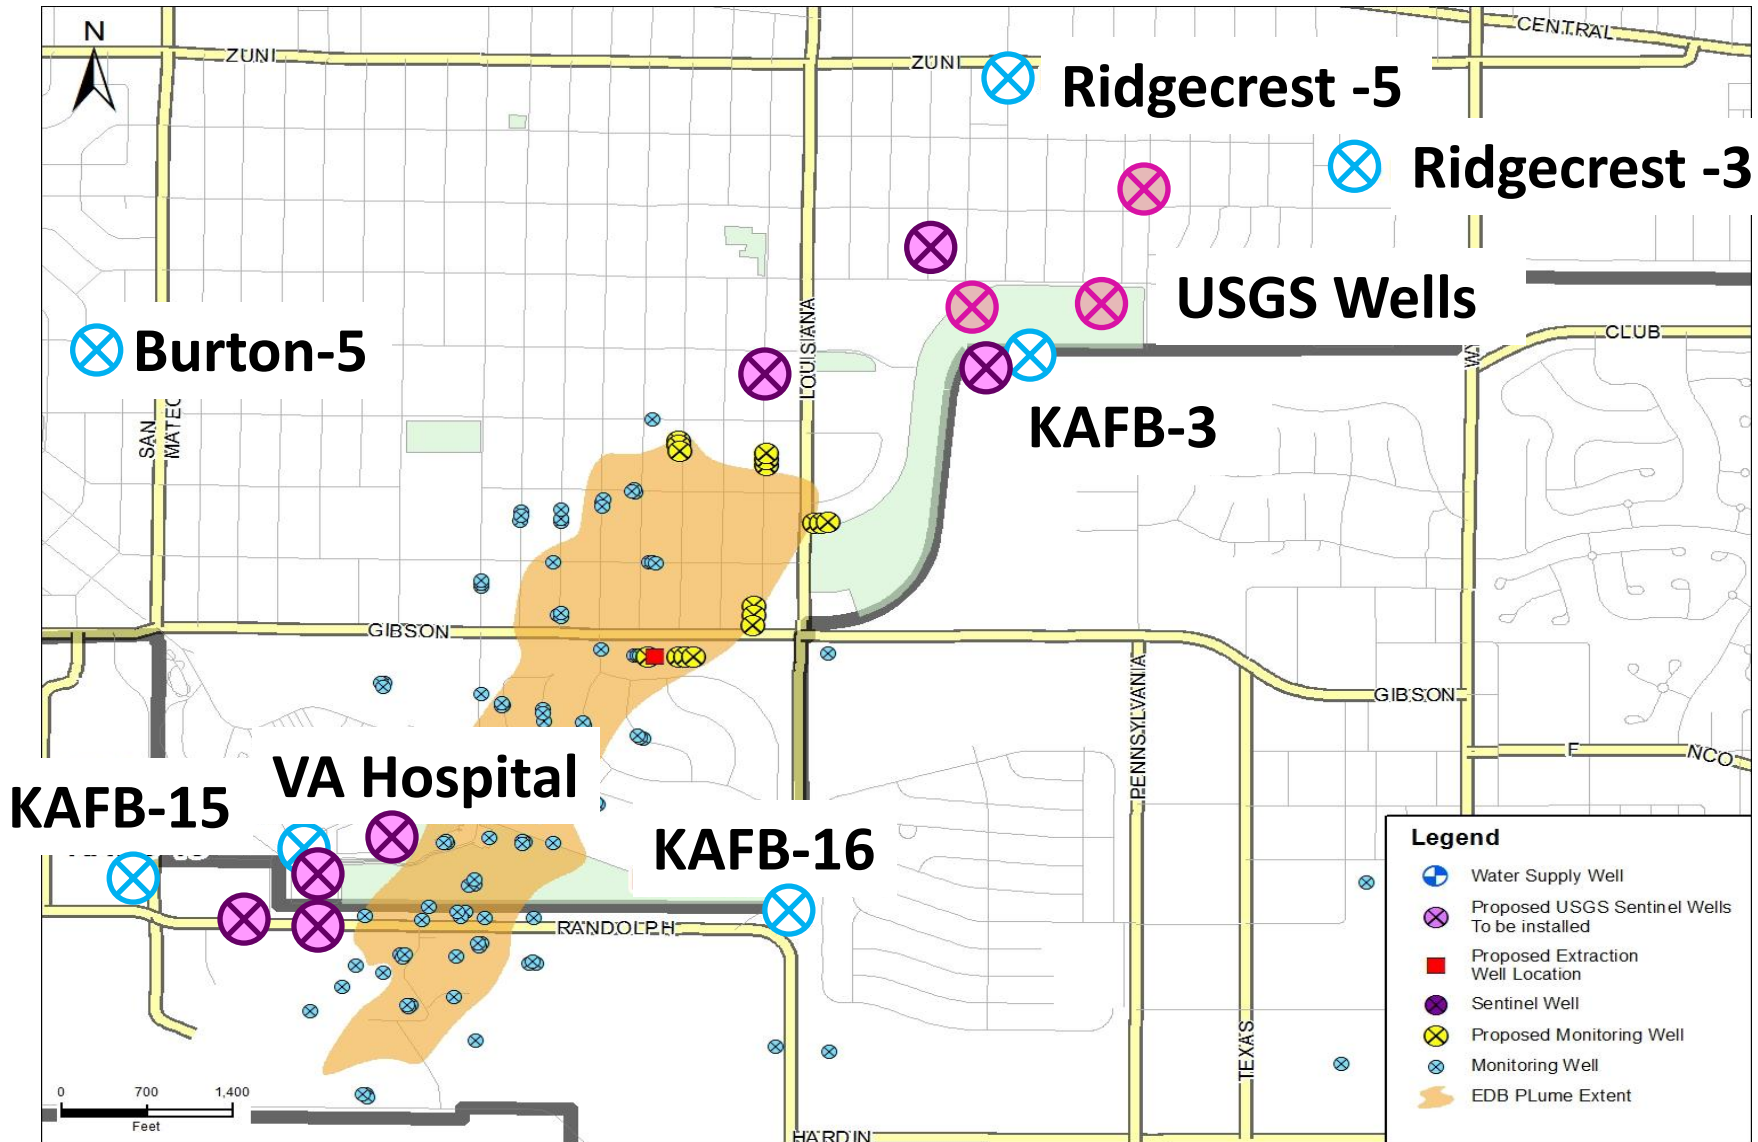 N
ZUNI
ZUNI
CENTRAL
Ridgecrest -5
Ridgecrest -3
USGS Wells
Burton-5
LOUISIANA
CLUB
W
KAFB-3
SAN
MATEO
GIBSON
GIBSON
PENNSYLVANIA
VA Hospital
KAFB-15
KAFB-16
RANDOLPH
TEXAS
HARDIN
0 700 1,400
Feet
Legend
Water Supply Well
Proposed USGS Sentinel Wells
To be installed
Proposed Extraction
Well Location
Sentinel Well
Proposed Monitoring Well
Monitoring Well
EDB PLume Extent
F
NCO